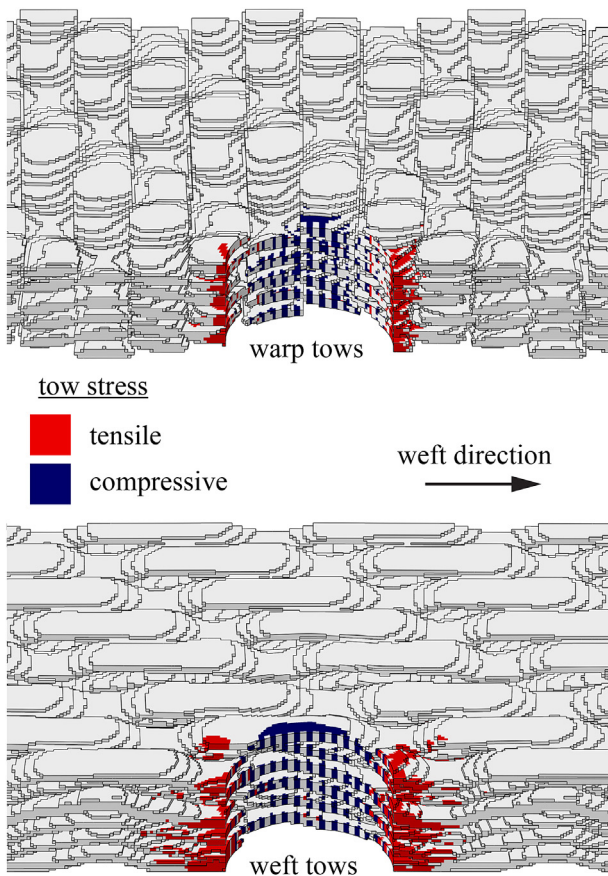 warp tows
tow stress
tensile
compressive
weft direction
weft tows